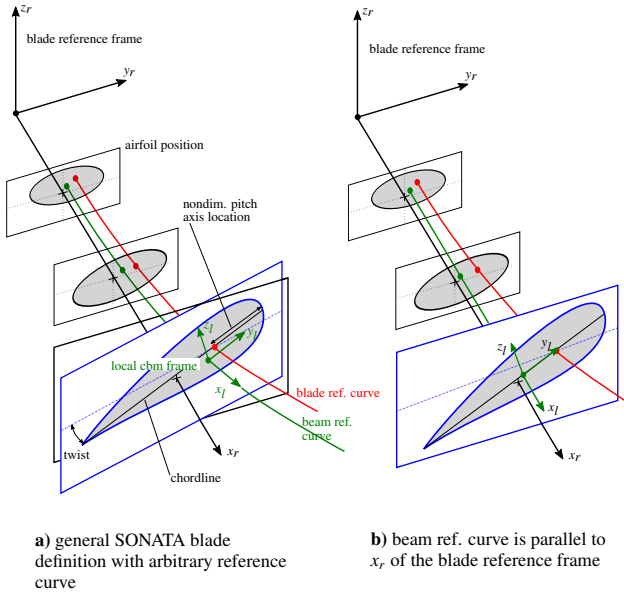 z_r
blade reference frame
y_r
airfoil position
nondim. pitch
axis location
z_l
y_l
local cbm frame
x_l
blade ref. curve
beam ref.
curve
twist
x_r
chordline
a) general SONATA blade
definition with arbitrary reference
curve
z_r
y_r
blade reference frame
z_l
y_l
x_l
x_r
b) beam ref. curve is parallel to
x_r of the blade reference frame